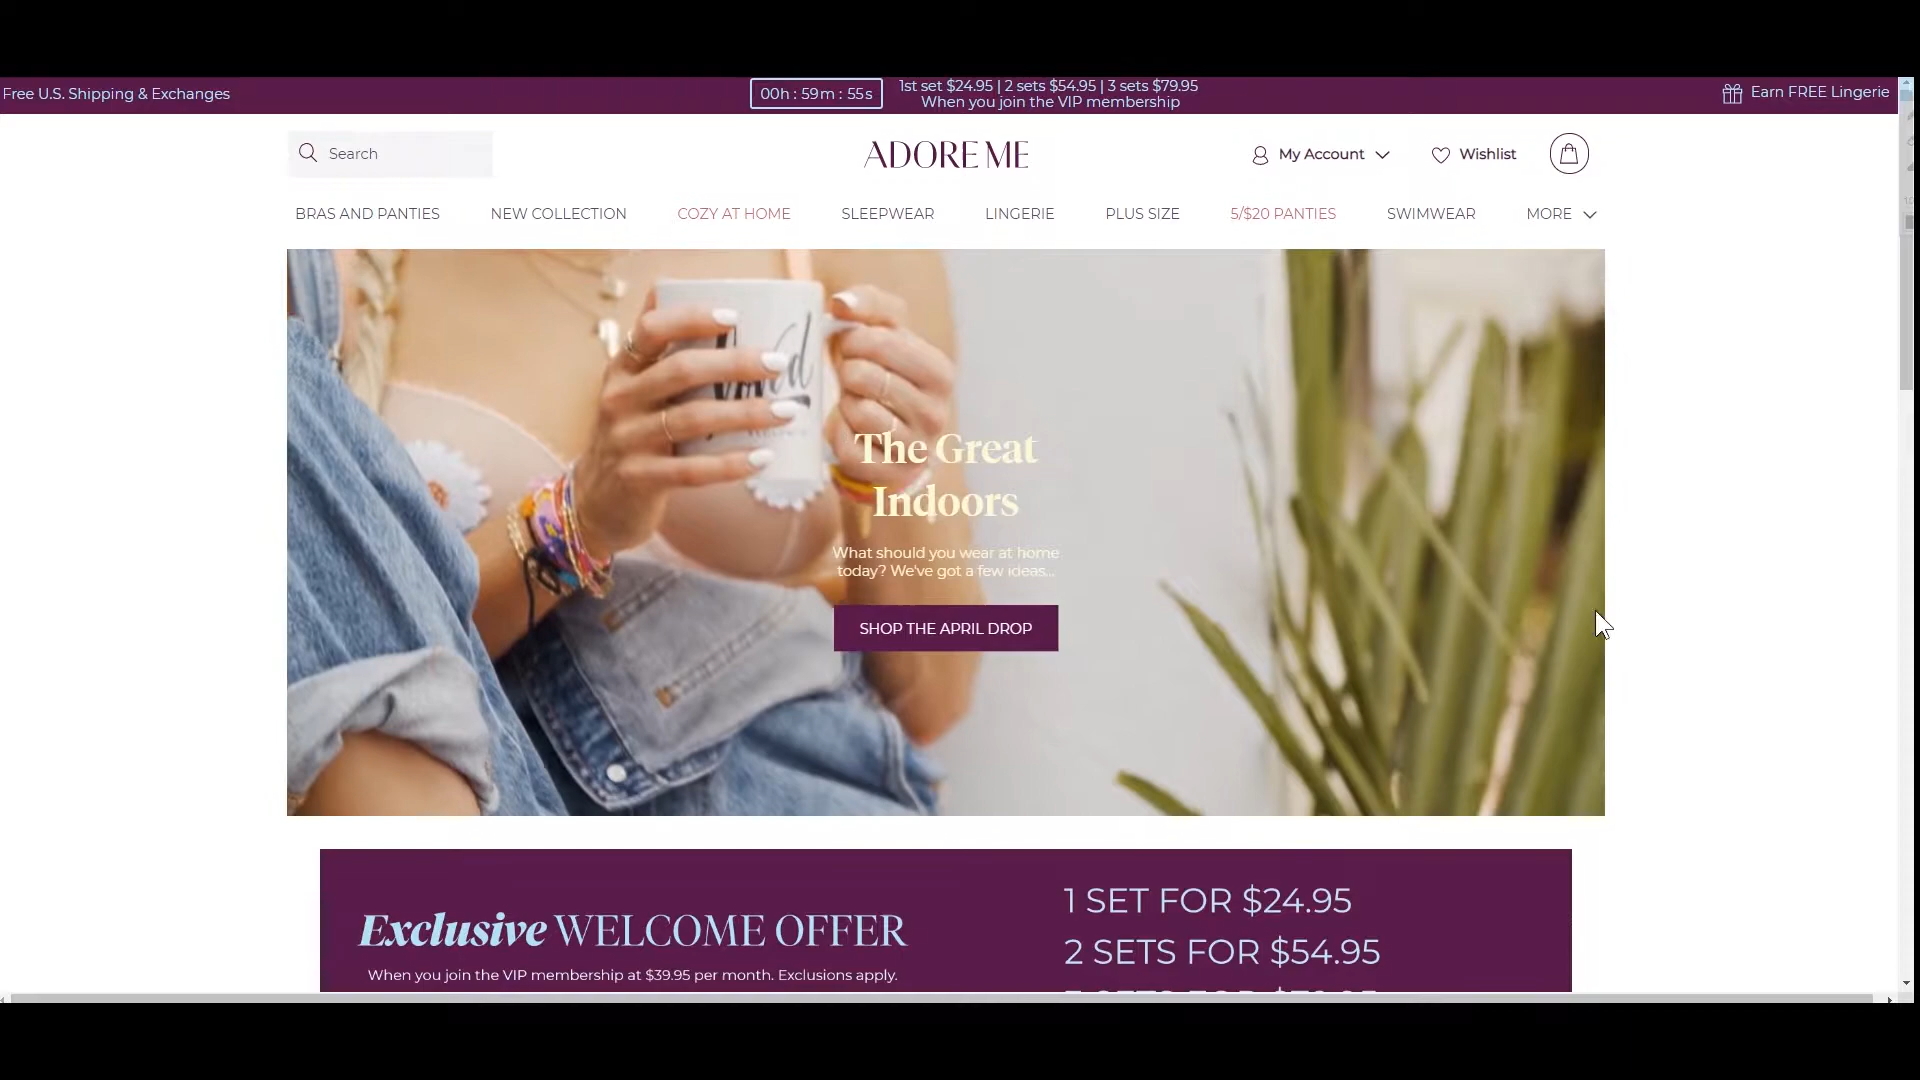 Free U.S. Shipping & Exchanges
00h : 59m : 55s
1st set $24.95 | 2 sets $54.95 | 3 sets $79.95
When you join the VIP membership
Earn FREE Lingerie
Search
ADORE ME
My Account
Wishlist
BRAS AND PANTIES
NEW COLLECTION
COZY AT HOME
SLEEPWEAR
LINGERIE
PLUS SIZE
5/$20 PANTIES
SWIMWEAR
MORE
The Great
Indoors
What should you wear at home
today? We've got a few ideas...
SHOP THE APRIL DROP
Exclusive WELCOME OFFER
When you join the VIP membership at $39.95 per month. Exclusions apply.
1 SET FOR $24.95
2 SETS FOR $54.95